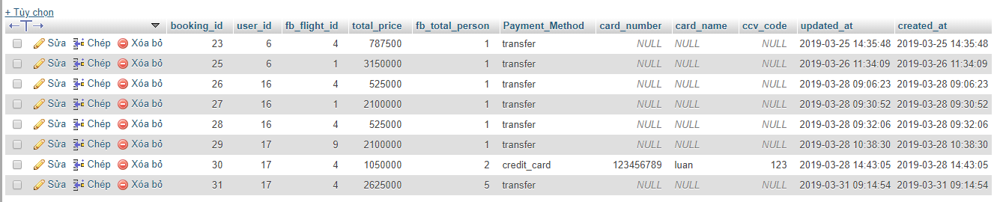 + Tùy chọn
booking_id user_id fb_flight_id total_price fb_total_person Payment_Method card_number card_name ccv_code updated_at created_at
Sửa Chép Xóa bỏ 23 6 4 787500 1 transfer NULL NULL NULL 2019-03-25 14:35:48 2019-03-25 14:35:48
Sửa Chép Xóa bỏ 25 6 1 3150000 1 transfer NULL NULL NULL 2019-03-26 11:34:09 2019-03-26 11:34:09
Sửa Chép Xóa bỏ 26 16 4 525000 1 transfer NULL NULL NULL 2019-03-28 09:06:23 2019-03-28 09:06:23
Sửa Chép Xóa bỏ 27 16 1 2100000 1 transfer NULL NULL NULL 2019-03-28 09:30:52 2019-03-28 09:30:52
Sửa Chép Xóa bỏ 28 16 4 525000 1 transfer NULL NULL NULL 2019-03-28 09:32:06 2019-03-28 09:32:06
Sửa Chép Xóa bỏ 29 17 9 2100000 1 transfer NULL NULL NULL 2019-03-28 10:38:30 2019-03-28 10:38:30
Sửa Chép Xóa bỏ 30 17 4 1050000 2 credit_card 123456789 luan 123 2019-03-28 14:43:05 2019-03-28 14:43:05
Sửa Chép Xóa bỏ 31 17 4 2625000 5 transfer NULL NULL NULL 2019-03-31 09:14:54 2019-03-31 09:14:54